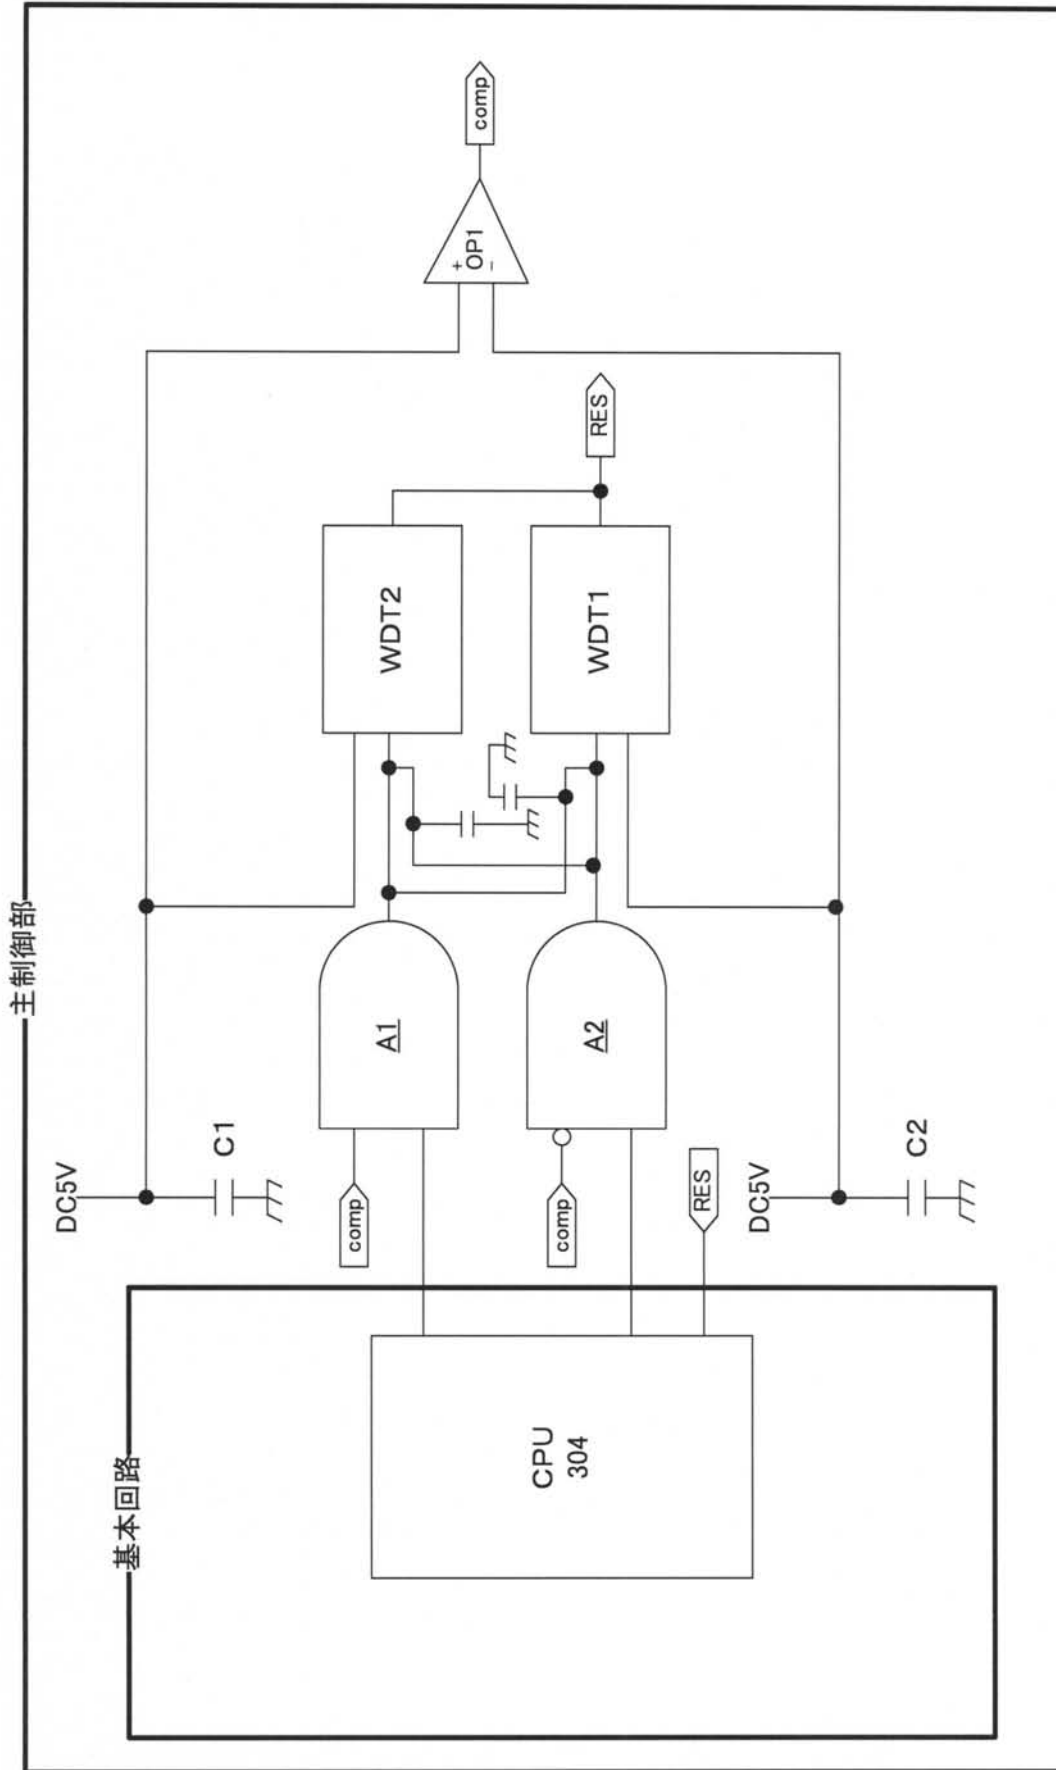 主制御部
基本回路
CPU
304
DC5V
C1
comp
A1
WDT2
comp
A2
WDT1
RES
RES
DC5V
C2
+
OP1
−
comp